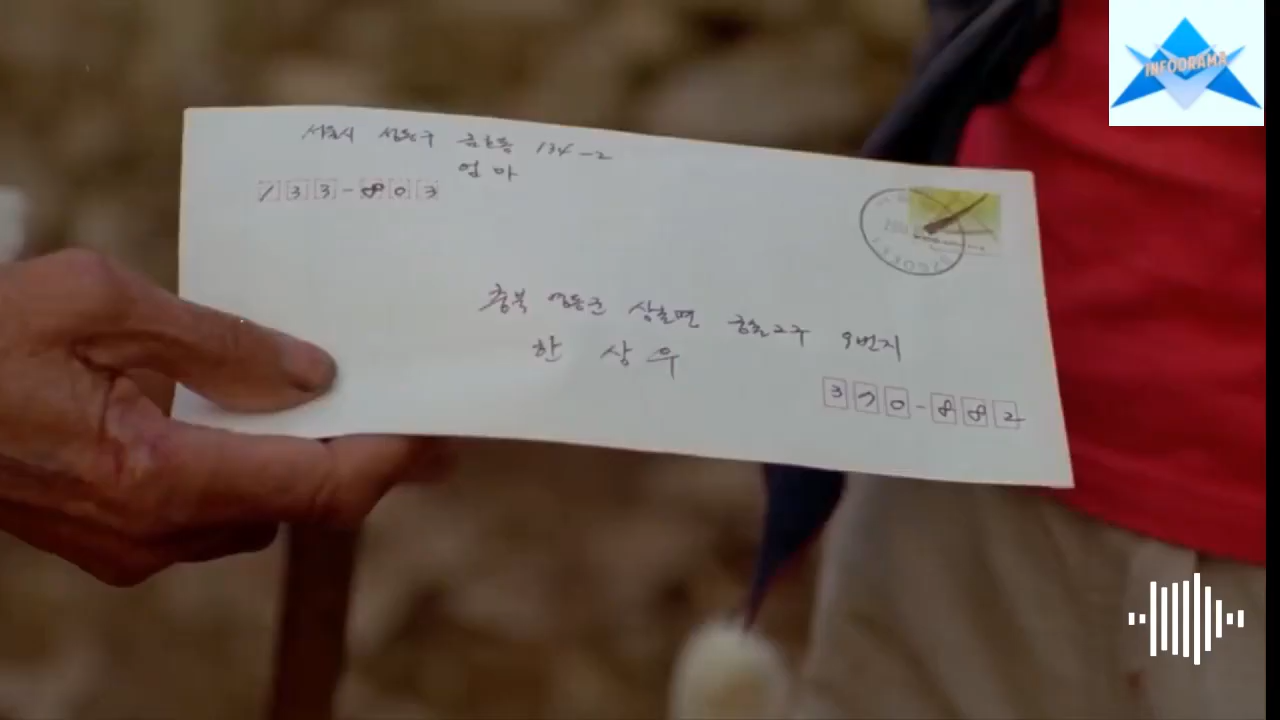 서울시 성동구 금호동 134-2
엄마
133-803
충북 영동군 상촌면 궁촌2구 9번지
한상우
370-882
INFODRAMA